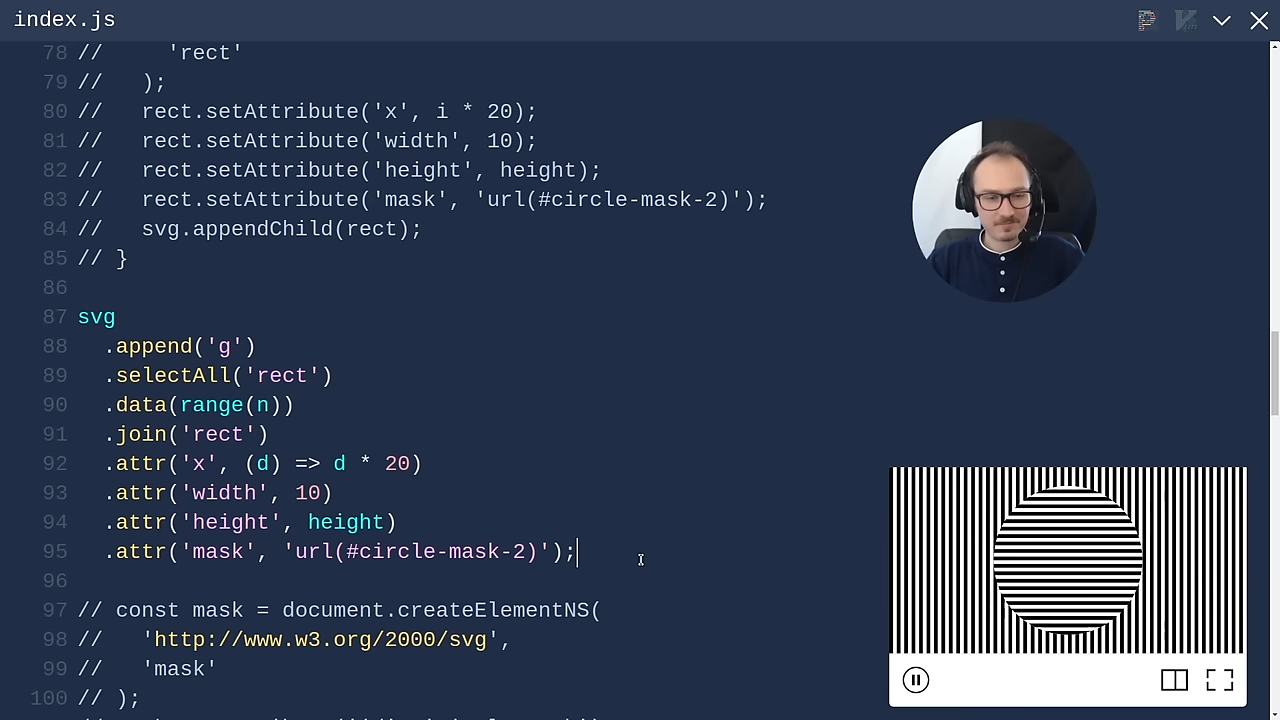 index.js
78 //     'rect'
79 //   );
80 //   rect.setAttribute('x', i * 20);
81 //   rect.setAttribute('width', 10);
82 //   rect.setAttribute('height', height);
83 //   rect.setAttribute('mask', 'url(#circle-mask-2)');
84 //   svg.appendChild(rect);
85 // }
86
87 svg
88   .append('g')
89   .selectAll('rect')
90   .data(range(n))
91   .join('rect')
92   .attr('x', (d) => d * 20)
93   .attr('width', 10)
94   .attr('height', height)
95   .attr('mask', 'url(#circle-mask-2)');
96
97 // const mask = document.createElementNS(
98 //   'http://www.w3.org/2000/svg',
99 //   'mask'
100 // );